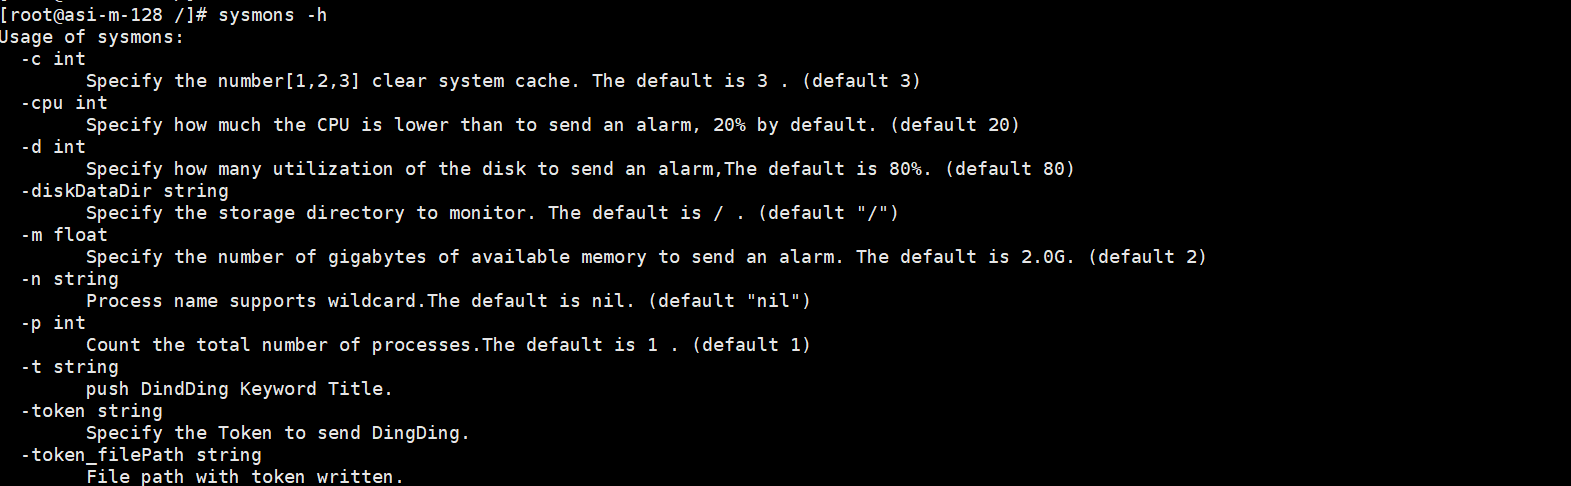 [root@asi-m-128 /]# sysmons -h
Usage of sysmons:
  -c int
        Specify the number[1,2,3] clear system cache. The default is 3 . (default 3)
  -cpu int
        Specify how much the CPU is lower than to send an alarm, 20% by default. (default 20)
  -d int
        Specify how many utilization of the disk to send an alarm,The default is 80%. (default 80)
  -diskDataDir string
        Specify the storage directory to monitor. The default is / . (default "/")
  -m float
        Specify the number of gigabytes of available memory to send an alarm. The default is 2.0G. (default 2)
  -n string
        Process name supports wildcard.The default is nil. (default "nil")
  -p int
        Count the total number of processes.The default is 1 . (default 1)
  -t string
        push DindDing Keyword Title.
  -token string
        Specify the Token to send DingDing.
  -token_filePath string
        File path with token written.